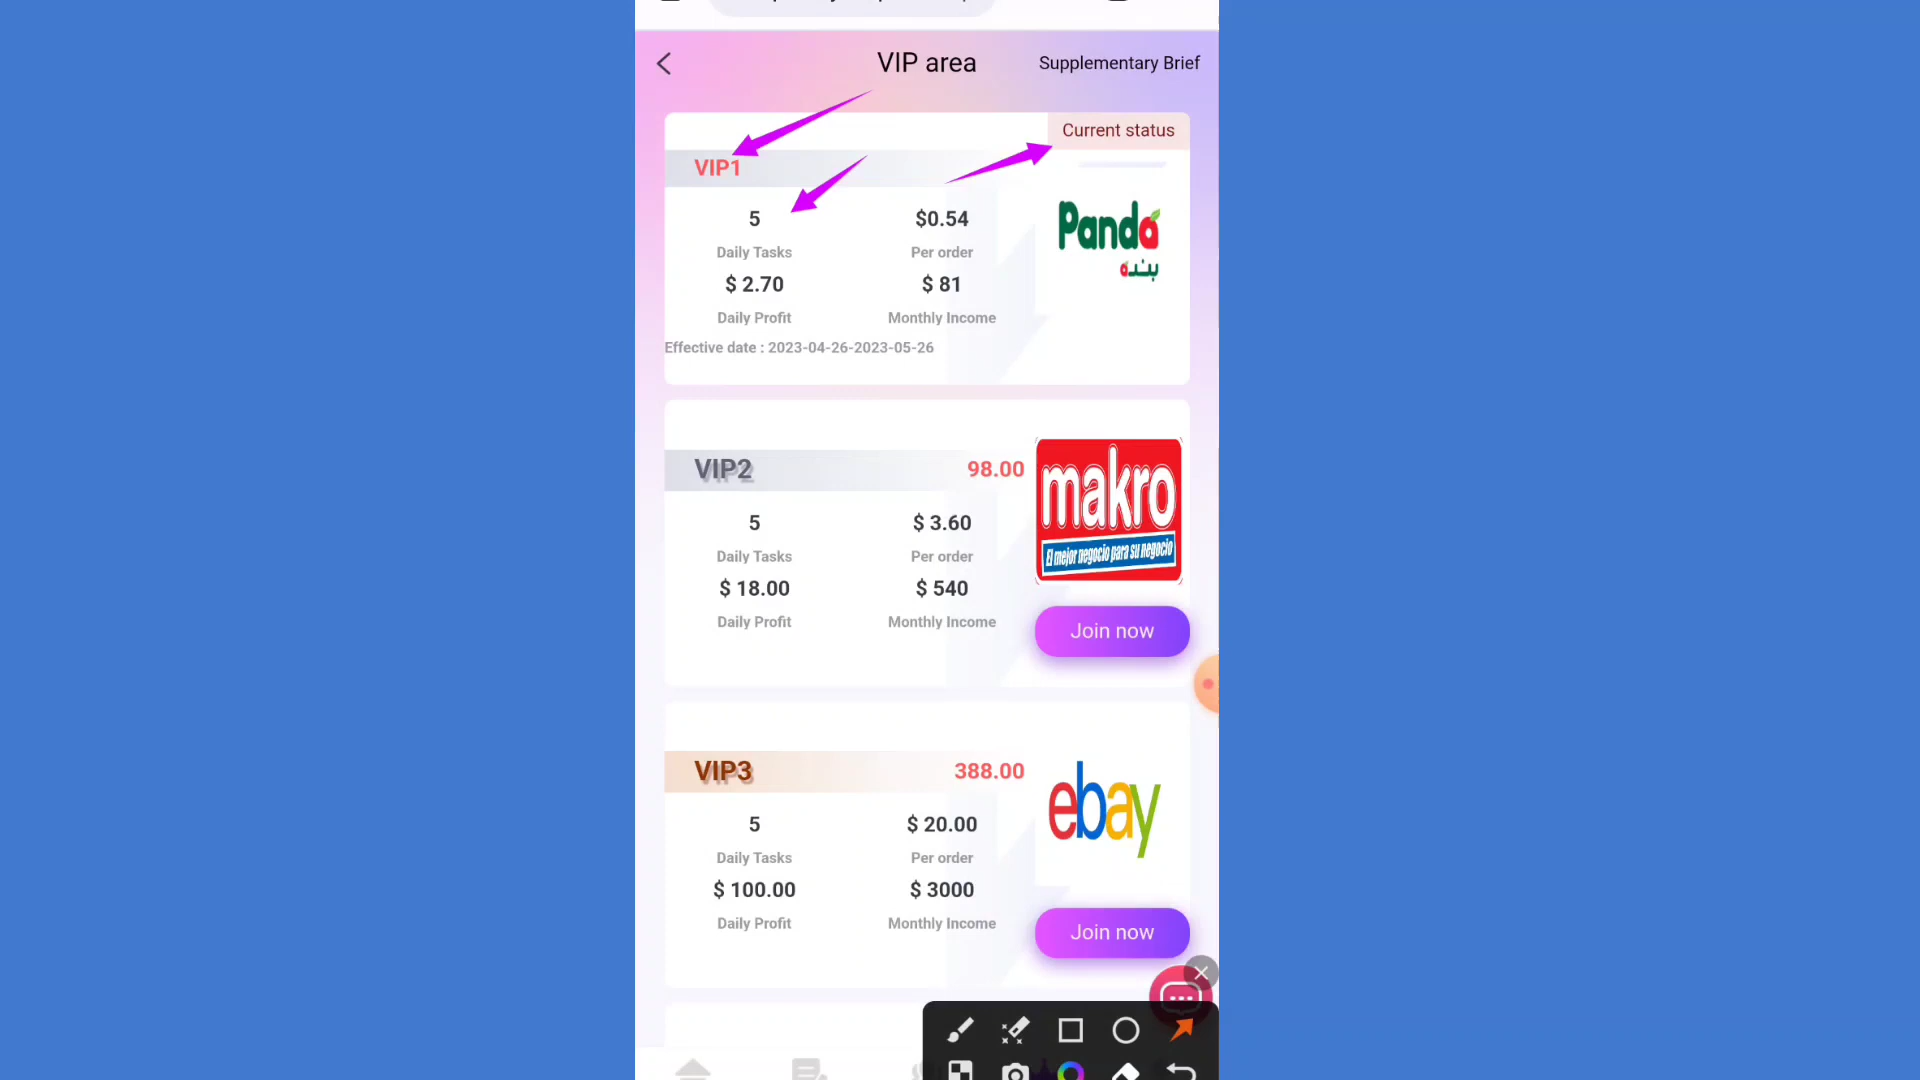 VIP area
Supplementary Brief
Current status
VIP1
5
$0.54
Daily Tasks
Per order
$ 2.70
$ 81
Daily Profit
Monthly Income
Effective date : 2023-04-26-2023-05-26
Panda
بنده
VIP2
98.00
5
$ 3.60
Daily Tasks
Per order
$ 18.00
$ 540
Daily Profit
Monthly Income
makro
El mejor negocio para su negocio
Join now
VIP3
388.00
5
$ 20.00
Daily Tasks
Per order
$ 100.00
$ 3000
Daily Profit
Monthly Income
ebay
Join now